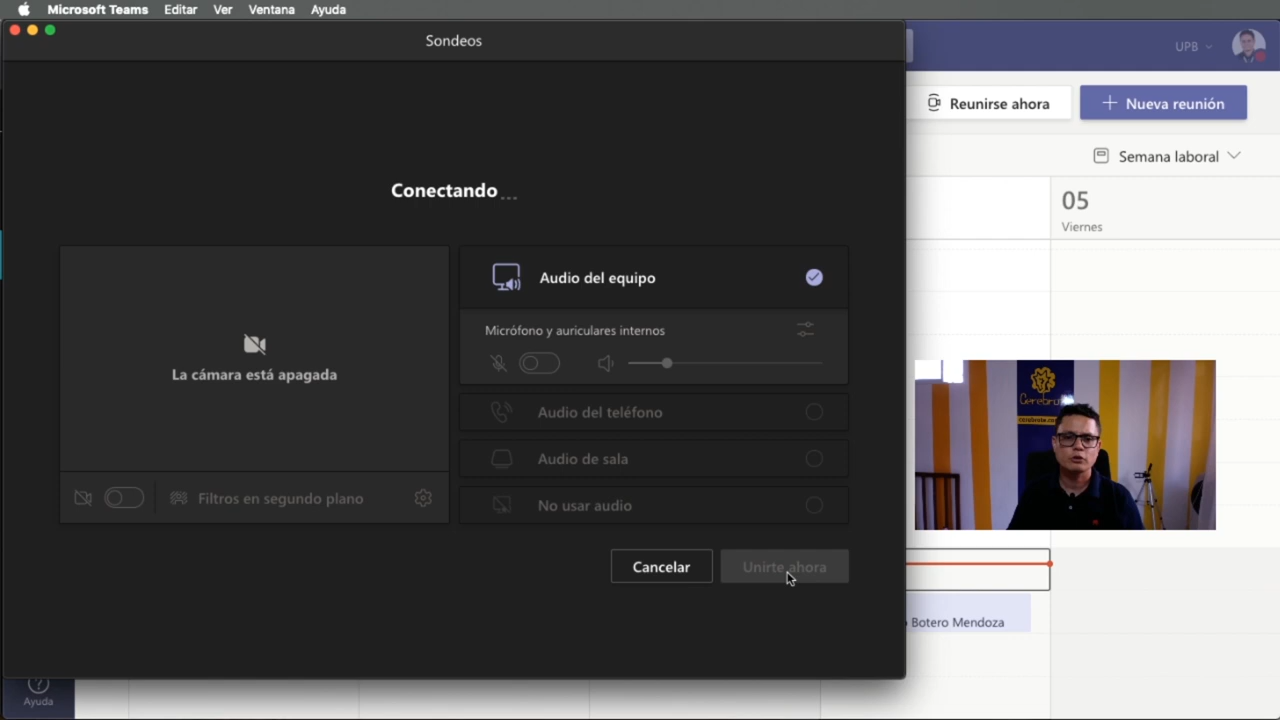 Microsoft Teams Editar Ver Ventana Ayuda
Sondeos
UPB
Reunirse ahora
+ Nueva reunión
Semana laboral
05
Viernes
Conectando...
La cámara está apagada
Filtros en segundo plano
Audio del equipo
Micrófono y auriculares internos
Audio del teléfono
Audio de sala
No usar audio
Cancelar
Unirte ahora
Botero Mendoza
Ayuda